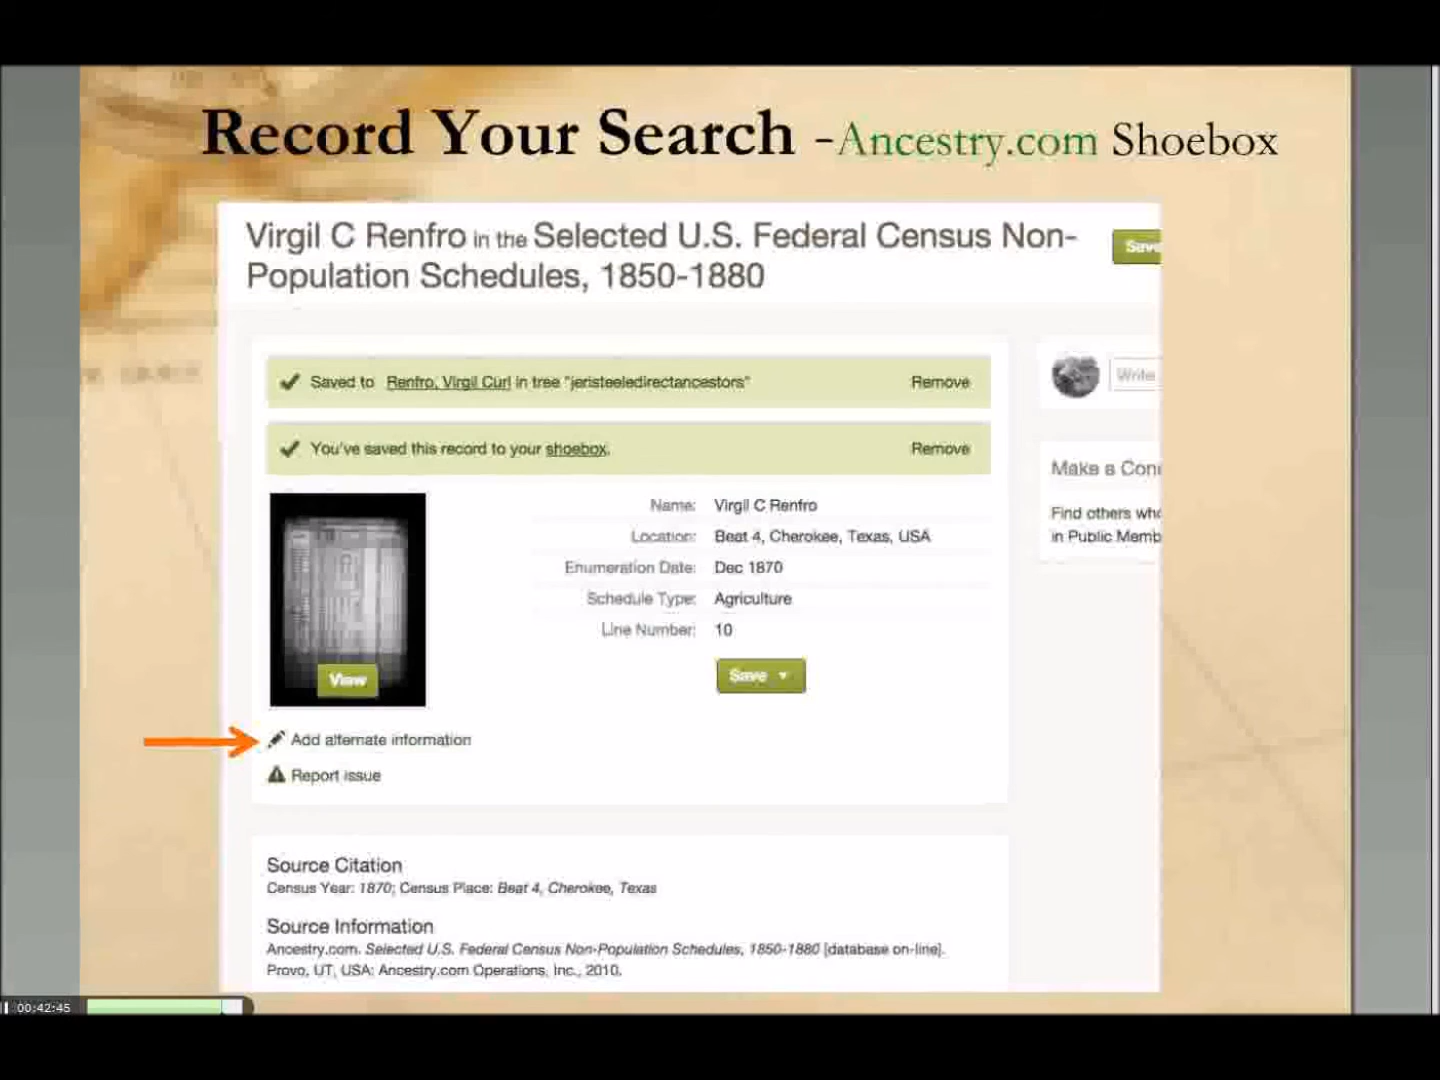 Record Your Search -Ancestry.com Shoebox
Virgil C Renfro in the Selected U.S. Federal Census Non-
Population Schedules, 1850-1880
Save
Saved to Renfro, Virgil Curl in tree "jeristeeledirectancestors"
Remove
Write
You've saved this record to your shoebox.
Remove
Make a Con
Find others who
in Public Memb
Name: Virgil C Renfro
Location: Beat 4, Cherokee, Texas, USA
Enumeration Date: Dec 1870
Schedule Type: Agriculture
Line Number: 10
View
Save
Add alternate information
Report issue
Source Citation
Census Year: 1870; Census Place: Beat 4, Cherokee, Texas
Source Information
Ancestry.com. Selected U.S. Federal Census Non-Population Schedules, 1850-1880 [database on-line].
Provo, UT, USA: Ancestry.com Operations, Inc., 2010.
00:42:45